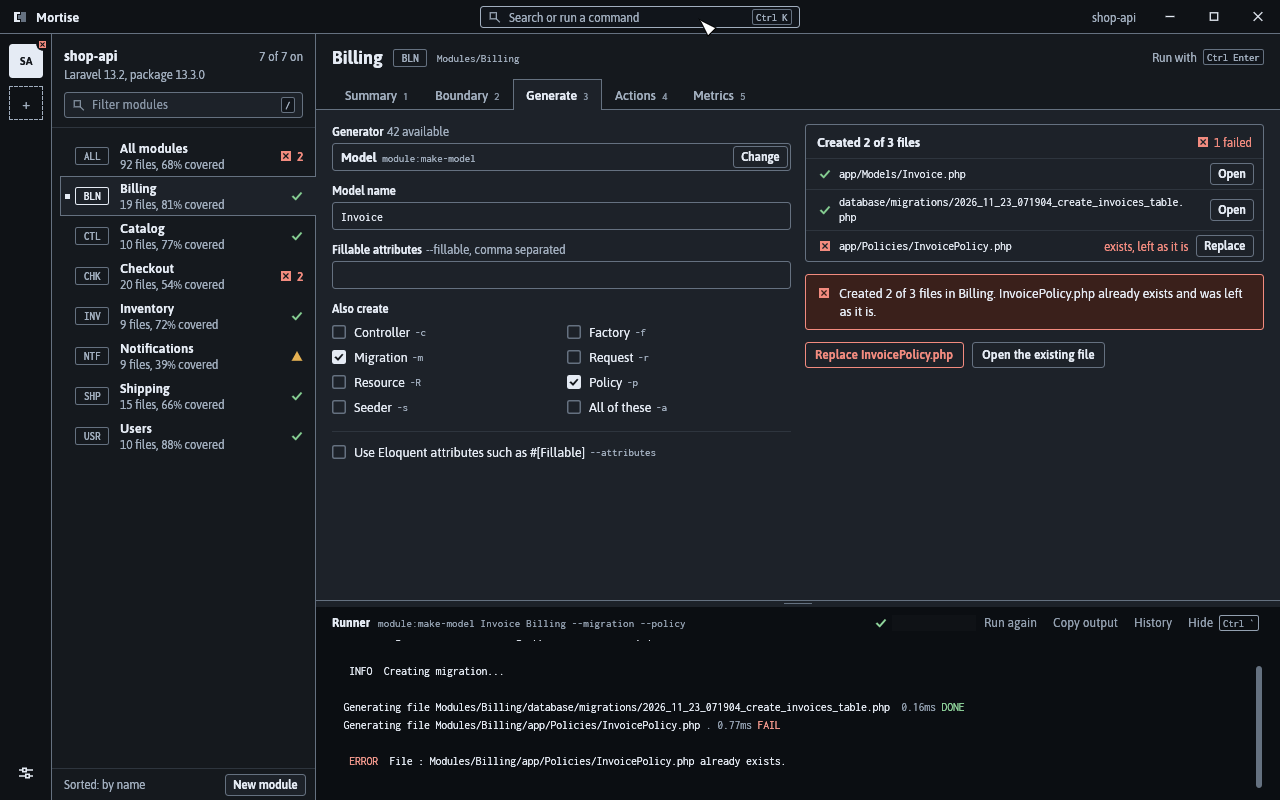 Mortise
Search or run a command
Ctrl K
shop-api
SA
+
shop-api
7 of 7 on
Laravel 13.2, package 13.3.0
Filter modules
/
ALL
All modules
92 files, 68% covered
2
BLN
Billing
19 files, 81% covered
CTL
Catalog
10 files, 77% covered
CHK
Checkout
20 files, 54% covered
2
INV
Inventory
9 files, 72% covered
NTF
Notifications
9 files, 39% covered
SHP
Shipping
15 files, 66% covered
USR
Users
10 files, 88% covered
Sorted: by name
New module
Billing
BLN
Modules/Billing
Run with
Ctrl Enter
Summary 1
Boundary 2
Generate 3
Actions 4
Metrics 5
Generator 42 available
Model module:make-model
Change
Model name
Invoice
Fillable attributes --fillable, comma separated
Also create
Controller -c
Factory -f
Migration -m
Request -r
Resource -R
Policy -p
Seeder -s
All of these -a
Use Eloquent attributes such as #[Fillable] --attributes
Created 2 of 3 files
1 failed
app/Models/Invoice.php
Open
database/migrations/2026_11_23_071904_create_invoices_table.
php
Open
app/Policies/InvoicePolicy.php
exists, left as it is
Replace
Created 2 of 3 files in Billing. InvoicePolicy.php already exists and was left
as it is.
Replace InvoicePolicy.php
Open the existing file
Runner
module:make-model Invoice Billing --migration --policy
Run again
Copy output
History
Hide
Ctrl `
INFO  Creating migration...
Generating file Modules/Billing/database/migrations/2026_11_23_071904_create_invoices_table.php  0.16ms DONE
Generating file Modules/Billing/app/Policies/InvoicePolicy.php . 0.77ms FAIL
ERROR  File : Modules/Billing/app/Policies/InvoicePolicy.php already exists.